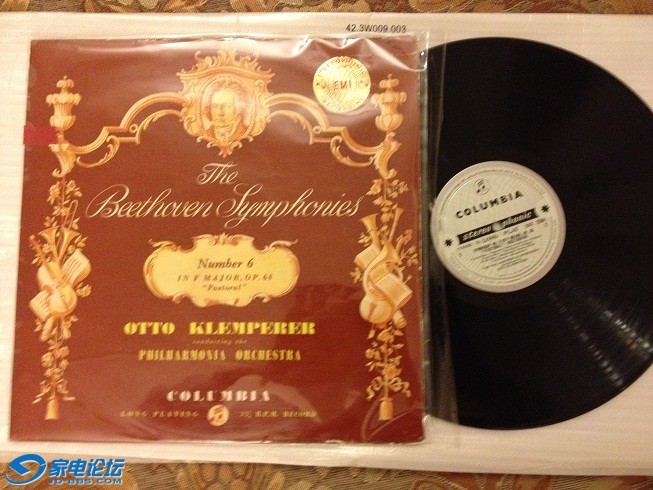 42.3W009.003
The
Beethoven Symphonies
Number 6
IN F MAJOR, OP. 68
"Pastoral"
OTTO KLEMPERER
conducting the
PHILHARMONIA ORCHESTRA
COLUMBIA
LONG PLAYING 33⅓ R.P.M. RECORD
COLUMBIA
stereophonic
家电论坛
JD-BBS.COM